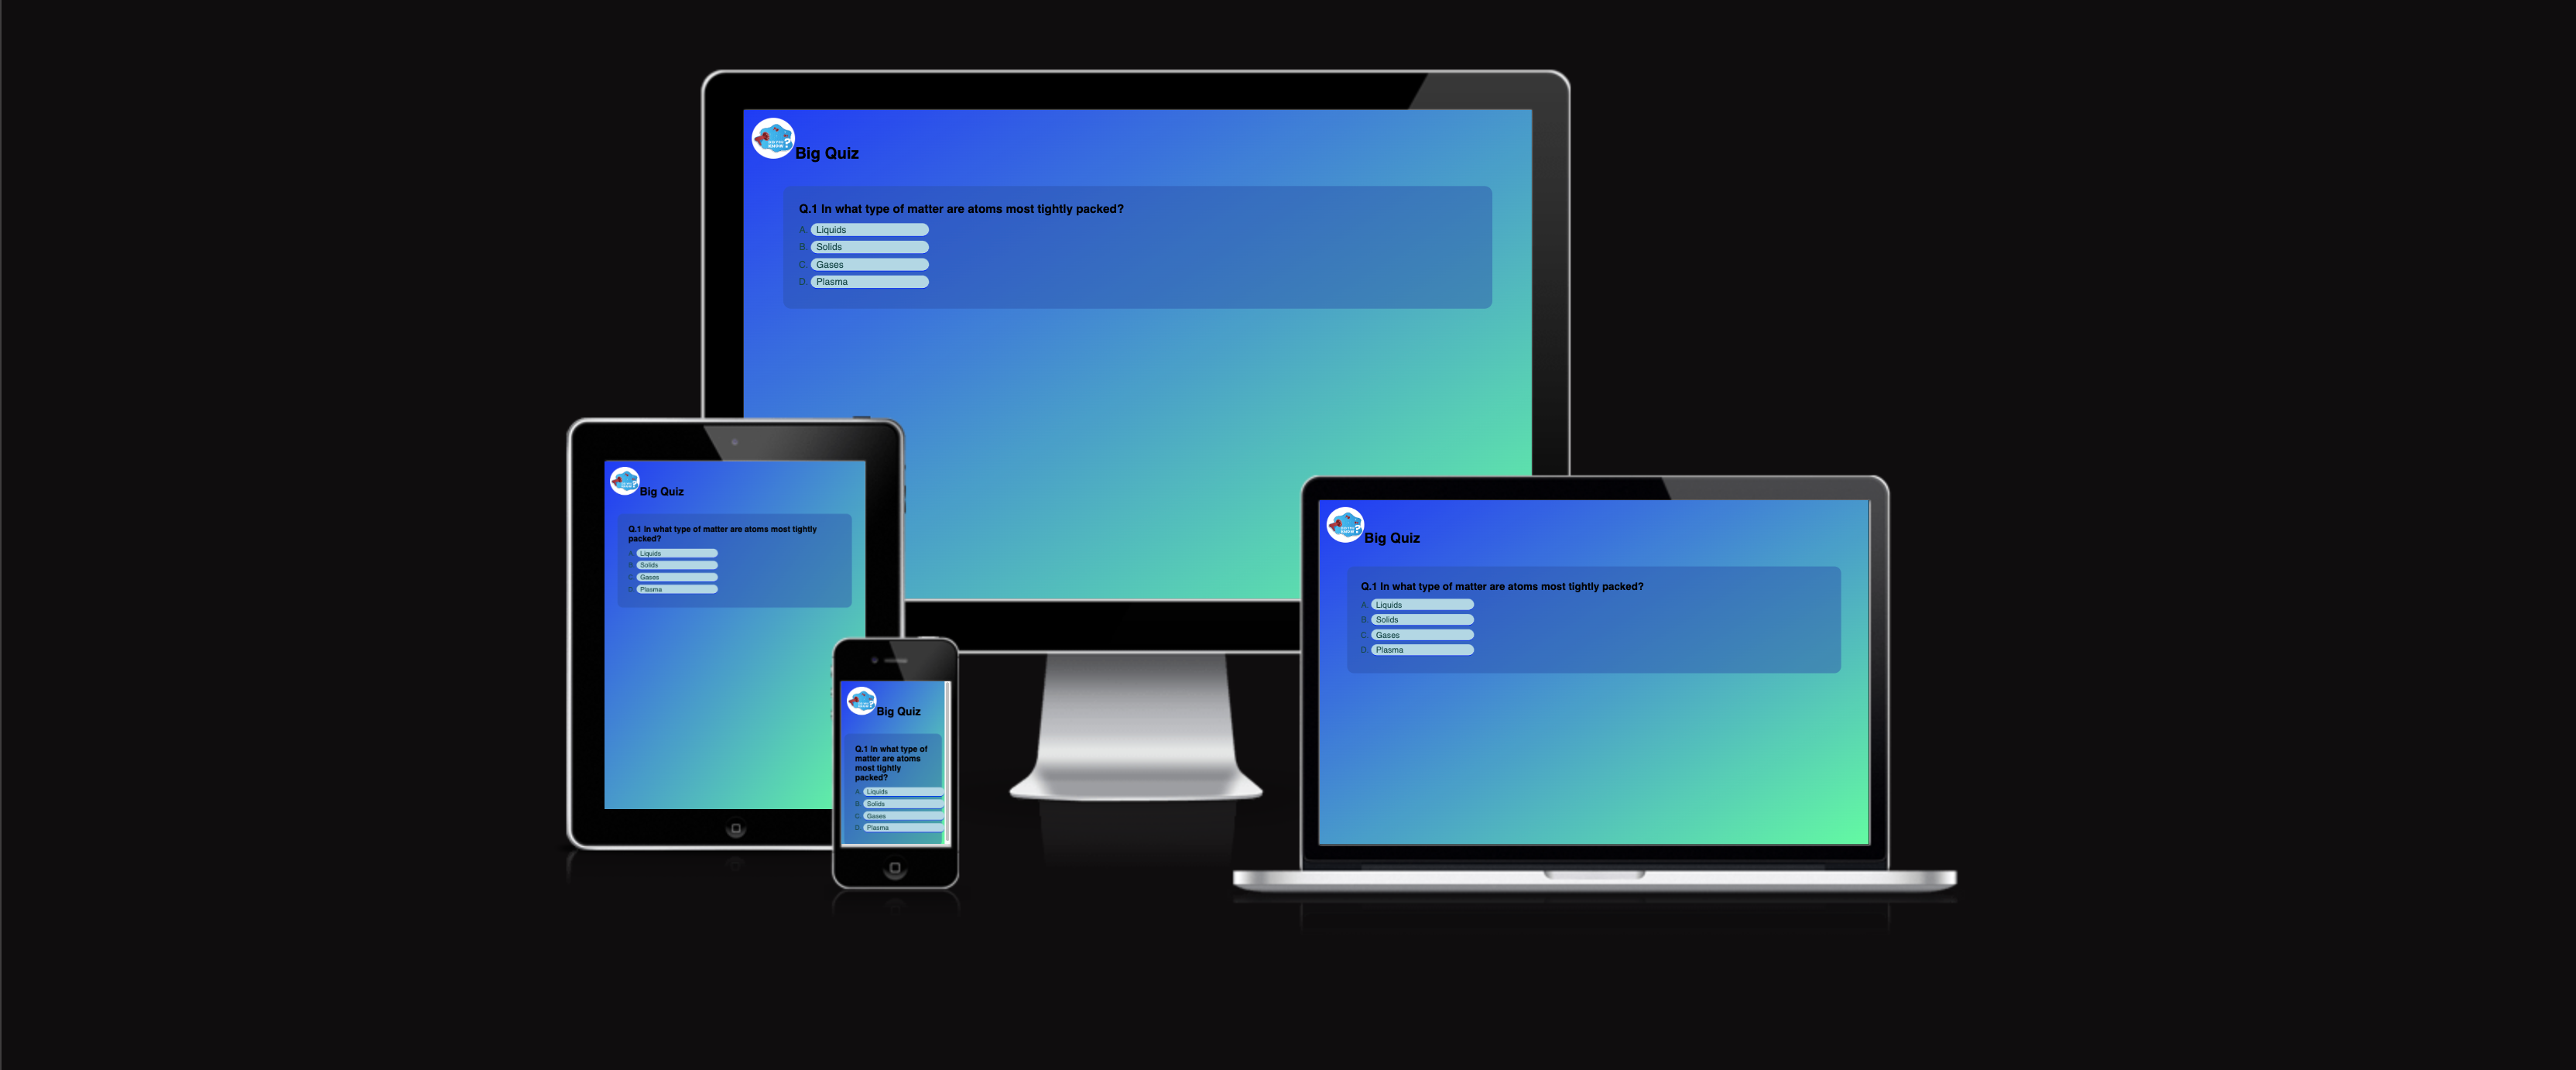 Big Quiz
Q.1 In what type of matter are atoms most tightly packed?
A. Liquids
B. Solids
C. Gases
D. Plasma
Big Quiz
Q.1 In what type of matter are atoms most tightly
packed?
A. Liquids
B. Solids
C. Gases
D. Plasma
Big Quiz
Q.1 In what type of
matter are atoms
most tightly
packed?
A. Liquids
B. Solids
C. Gases
D. Plasma
Big Quiz
Q.1 In what type of matter are atoms most tightly packed?
A. Liquids
B. Solids
C. Gases
D. Plasma